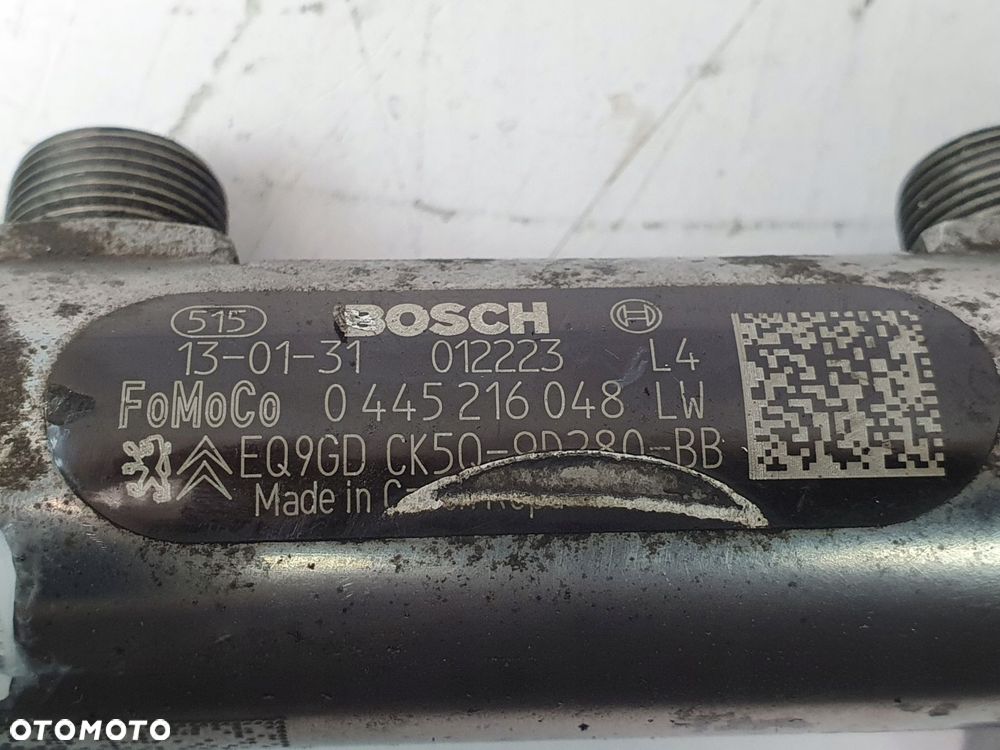 515 BOSCH
13-01-31 012223 L4
FoMoCo 0 445 216 048 LW
EQ9GD CK50-9D280-BB
Made in
OTOMOTO